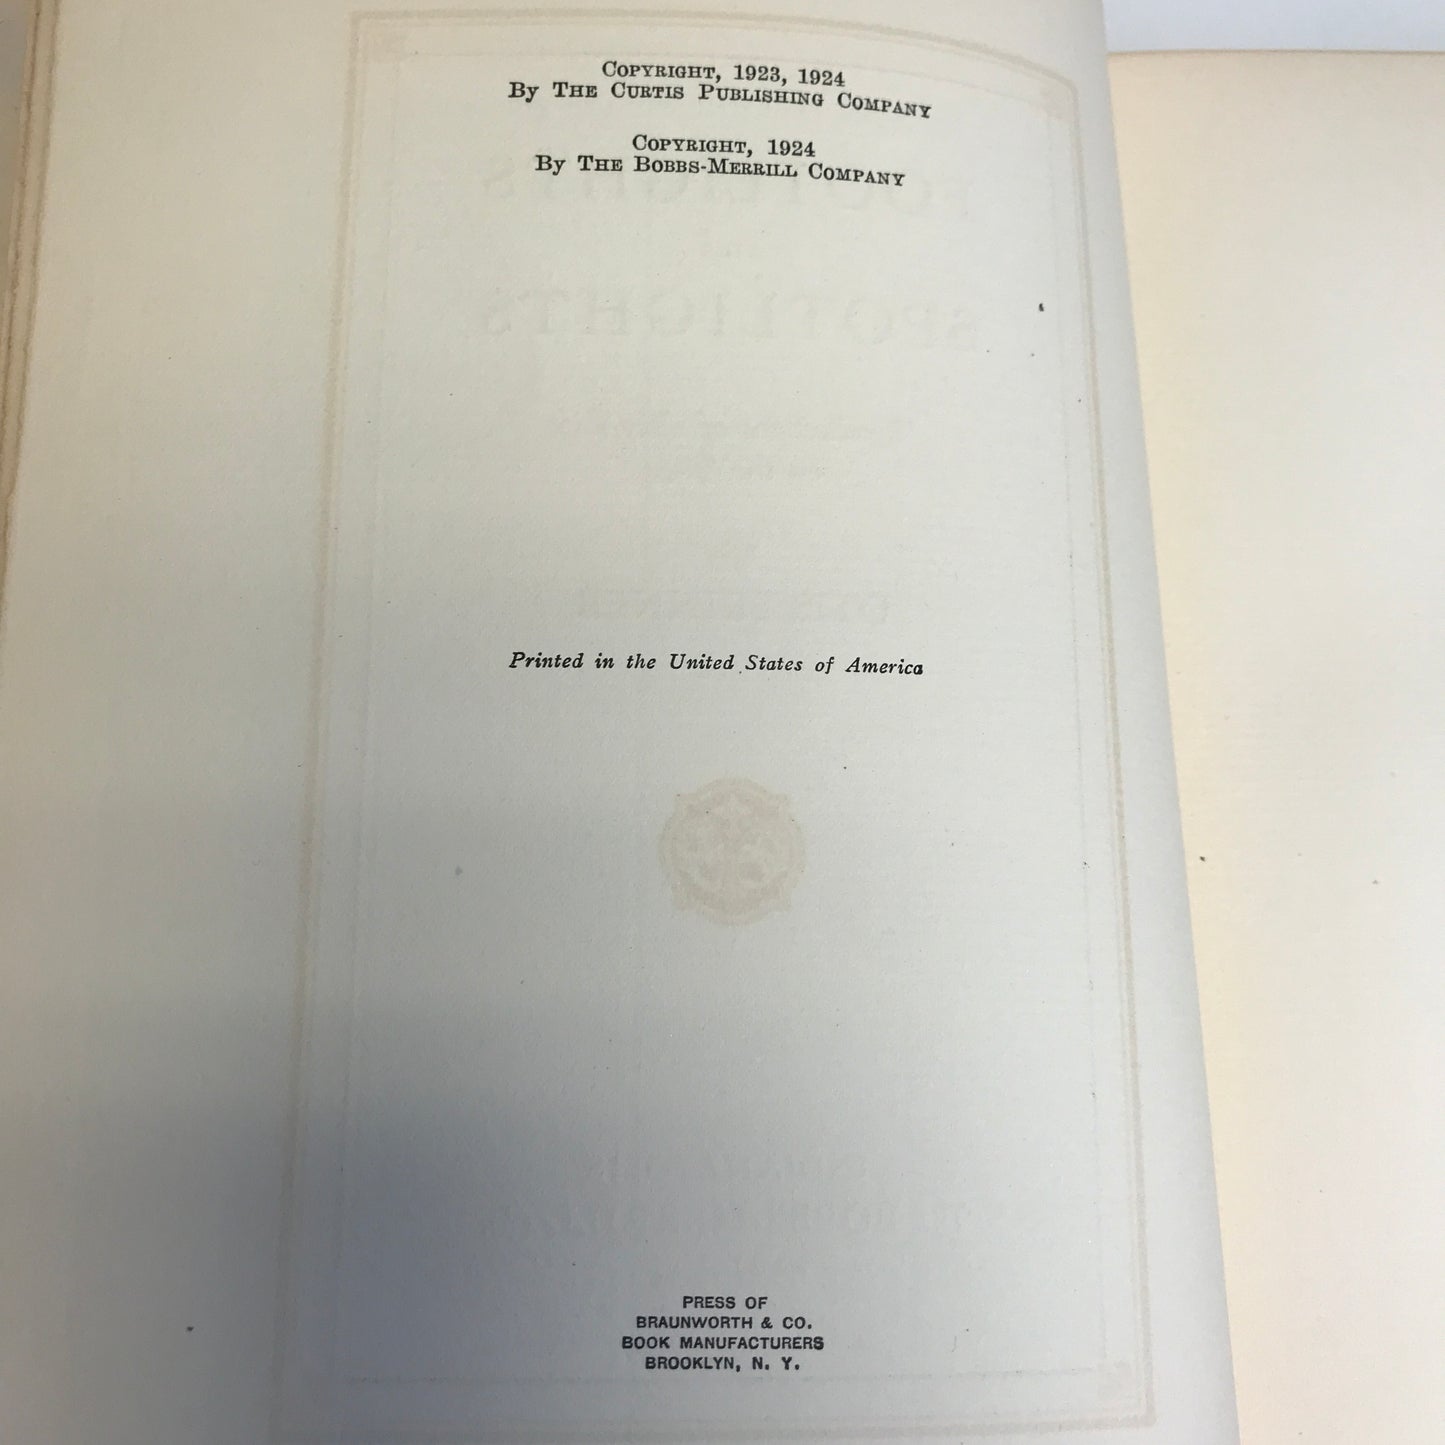 COPYRIGHT, 1923, 1924
By THE CURTIS PUBLISHING COMPANY
COPYRIGHT, 1924
By THE BOBBS-MERRILL COMPANY
Printed in the United States of America
PRESS OF
BRAUNWORTH & CO.
BOOK MANUFACTURERS
BROOKLYN, N. Y.